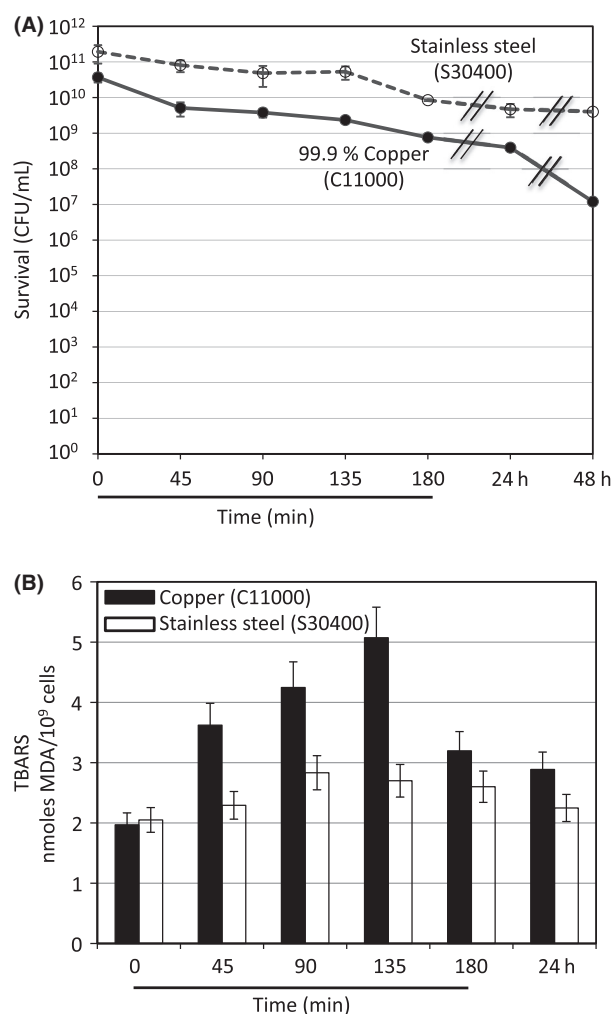 (A)
10¹²
10¹¹
10¹⁰
10⁹
10⁸
10⁷
10⁶
10⁵
10⁴
10³
10²
10¹
10⁰
Survival (CFU/mL)
Stainless steel
(S30400)
99.9 % Copper
(C11000)
0 45 90 135 180 24 h 48 h
Time (min)
(B)
6
5
4
3
2
1
0
TBARS
nmoles MDA/10⁹ cells
Copper (C11000)
Stainless steel (S30400)
0 45 90 135 180 24 h
Time (min)